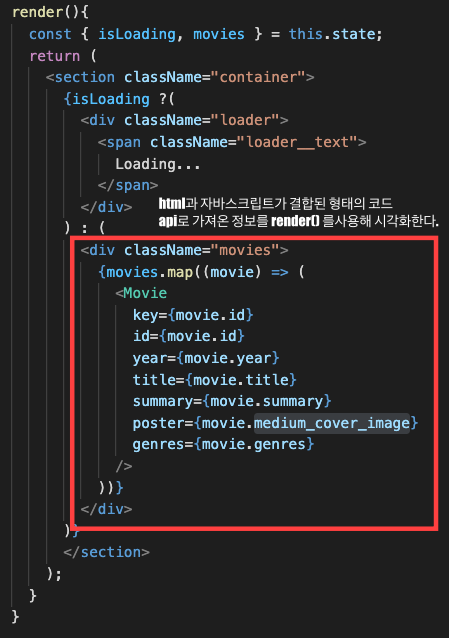 render(){
const { isLoading, movies } = this.state;
return (
<section className="container">
{isLoading ?(
<div className="loader">
<span className="loader__text">
Loading...
</span>
</div>
html과 자바스크립트가 결합된 형태의 코드
api로 가져온 정보를 render() 를사용해 시각화한다.
) : (
<div className="movies">
{movies.map((movie) => (
<Movie
key={movie.id}
id={movie.id}
year={movie.year}
title={movie.title}
summary={movie.summary}
poster={movie.medium_cover_image}
genres={movie.genres}
/>
))}
</div>
)}
</section>
);
}
}